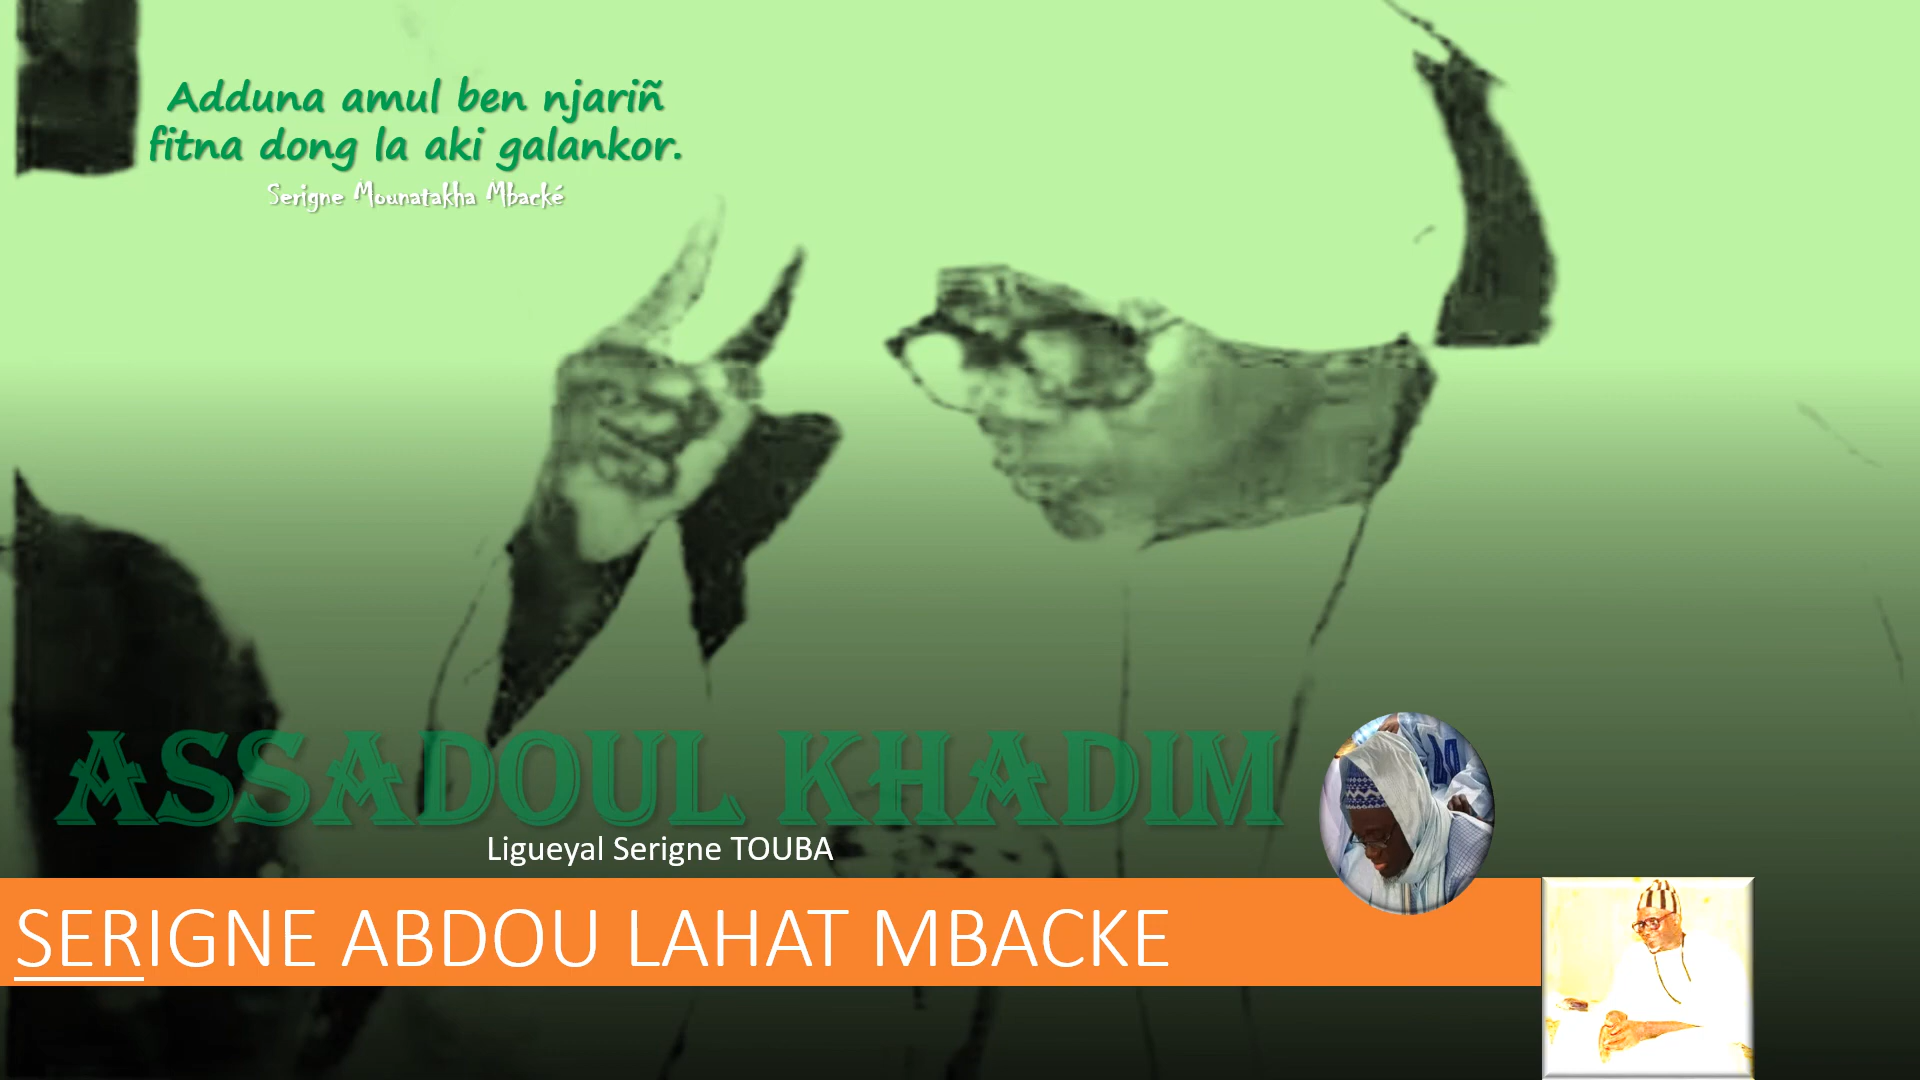 Adduna amul ben njariñ
fitna dong la aki galankor.
Serigne Mounatakha Mbacké
ASSADOUL KHADIM
Ligueyal Serigne TOUBA
SERIGNE ABDOU LAHAT MBACKE